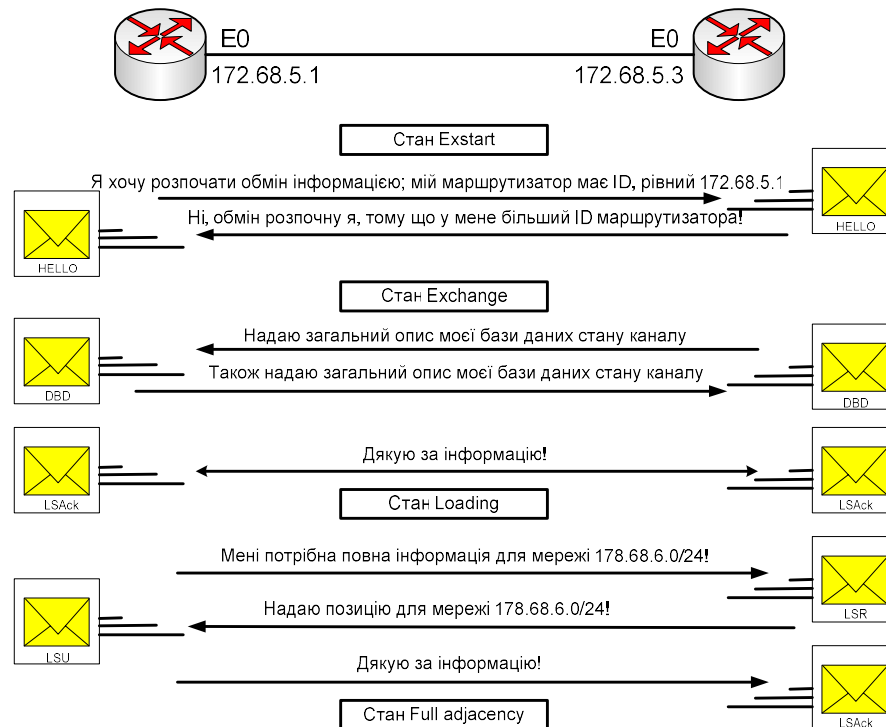 E0
E0
172.68.5.1
172.68.5.3
Стан Exstart
Я хочу розпочати обмін інформацією; мій маршрутизатор має ID, рівний 172.68.5.1
Ні, обмін розпочну я, тому що у мене більший ID маршрутизатора!
HELLO
HELLO
Стан Exchange
Надаю загальний опис моєї бази даних стану каналу
Також надаю загальний опис моєї бази даних стану каналу
DBD
DBD
Дякую за інформацію!
LSAck
LSAck
Стан Loading
Мені потрібна повна інформація для мережі 178.68.6.0/24!
LSR
Надаю позицію для мережі 178.68.6.0/24!
LSU
Дякую за інформацію!
LSAck
Стан Full adjacency